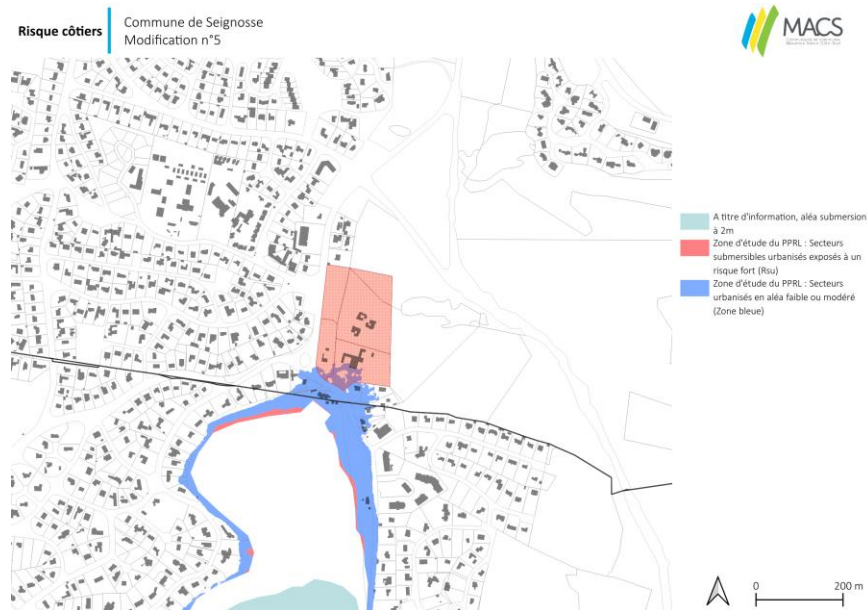 Risque côtiers
Commune de Seignosse
Modification n°5
MACS
A titre d'information, aléa submersion
à 2m
Zone d'étude du PPRL : Secteurs
submersibles urbanisés exposés à un
risque fort (Rsu)
Zone d'étude du PPRL : Secteurs
urbanisés en aléa faible ou modéré
(Zone bleue)
0
200 m